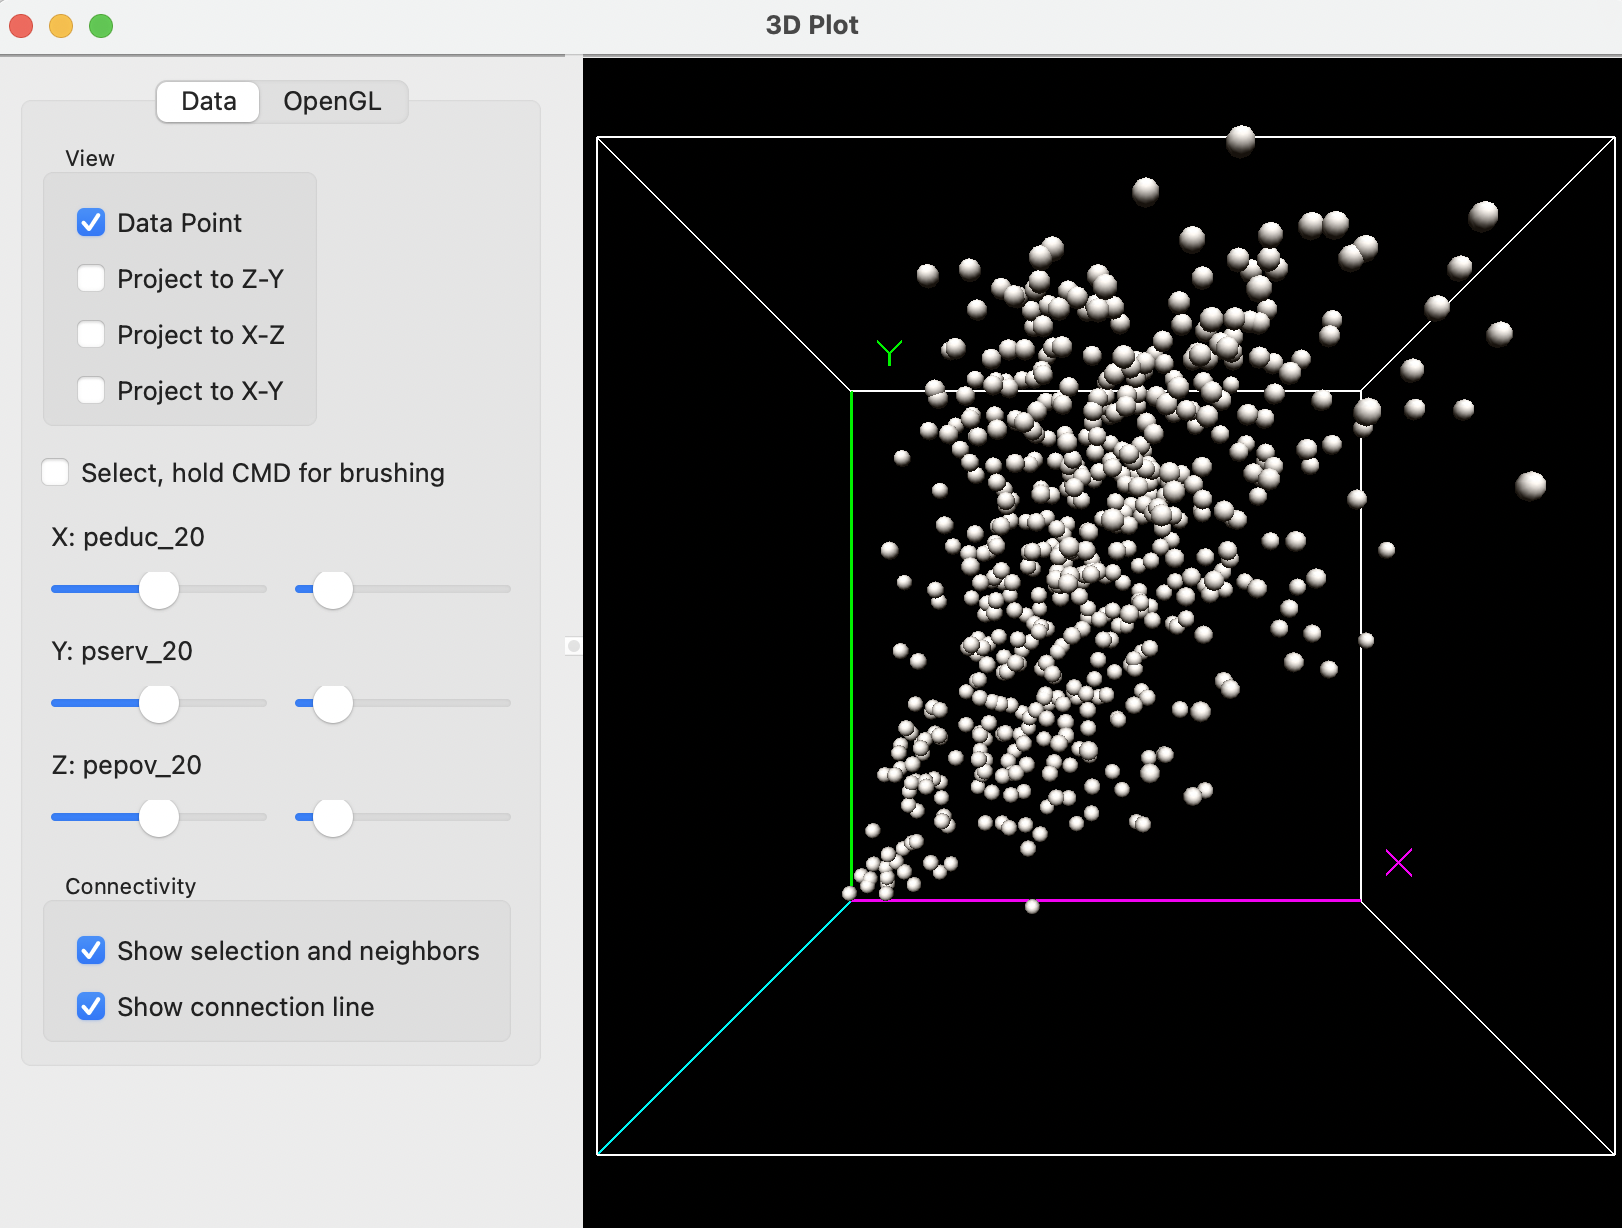 3D Plot
Data
OpenGL
View
Data Point
Project to Z-Y
Project to X-Z
Project to X-Y
Select, hold CMD for brushing
X: peduc_20
Y: pserv_20
Z: pepov_20
Connectivity
Show selection and neighbors
Show connection line
Y
X